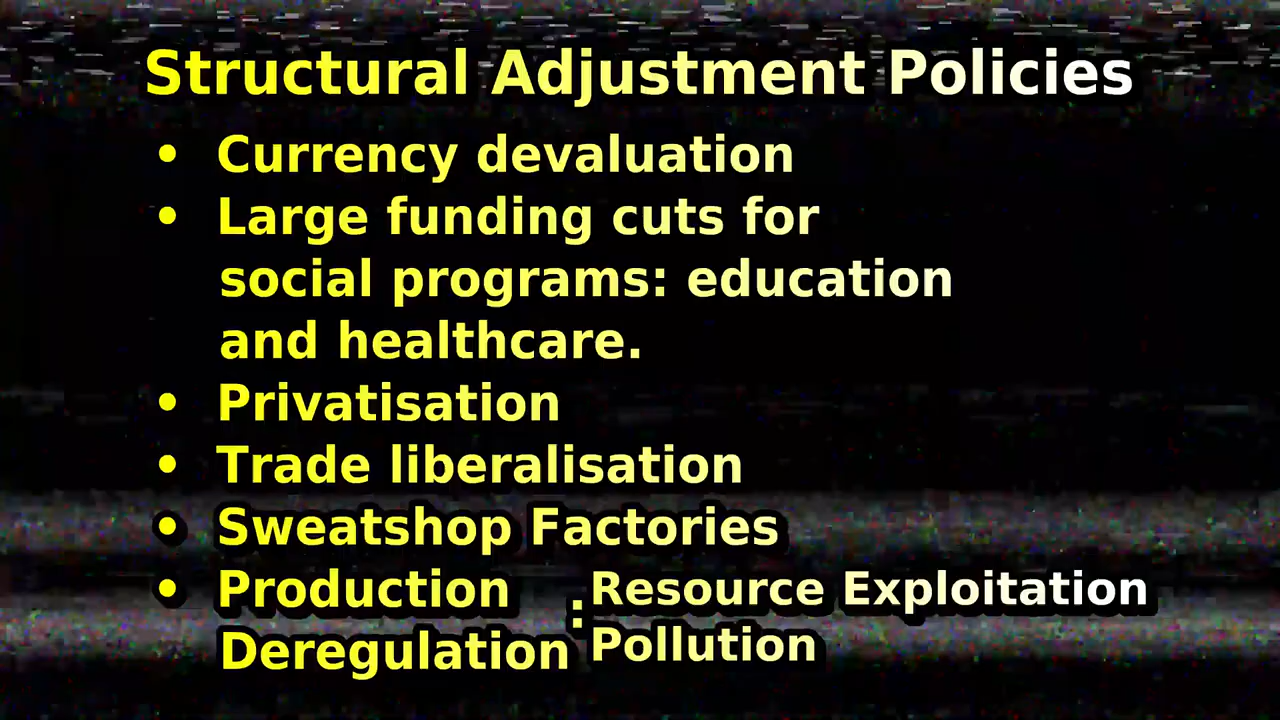 Structural Adjustment Policies
• Currency devaluation
• Large funding cuts for
social programs: education
and healthcare.
• Privatisation
• Trade liberalisation
• Sweatshop Factories
• Production
Deregulation : Resource Exploitation
Pollution